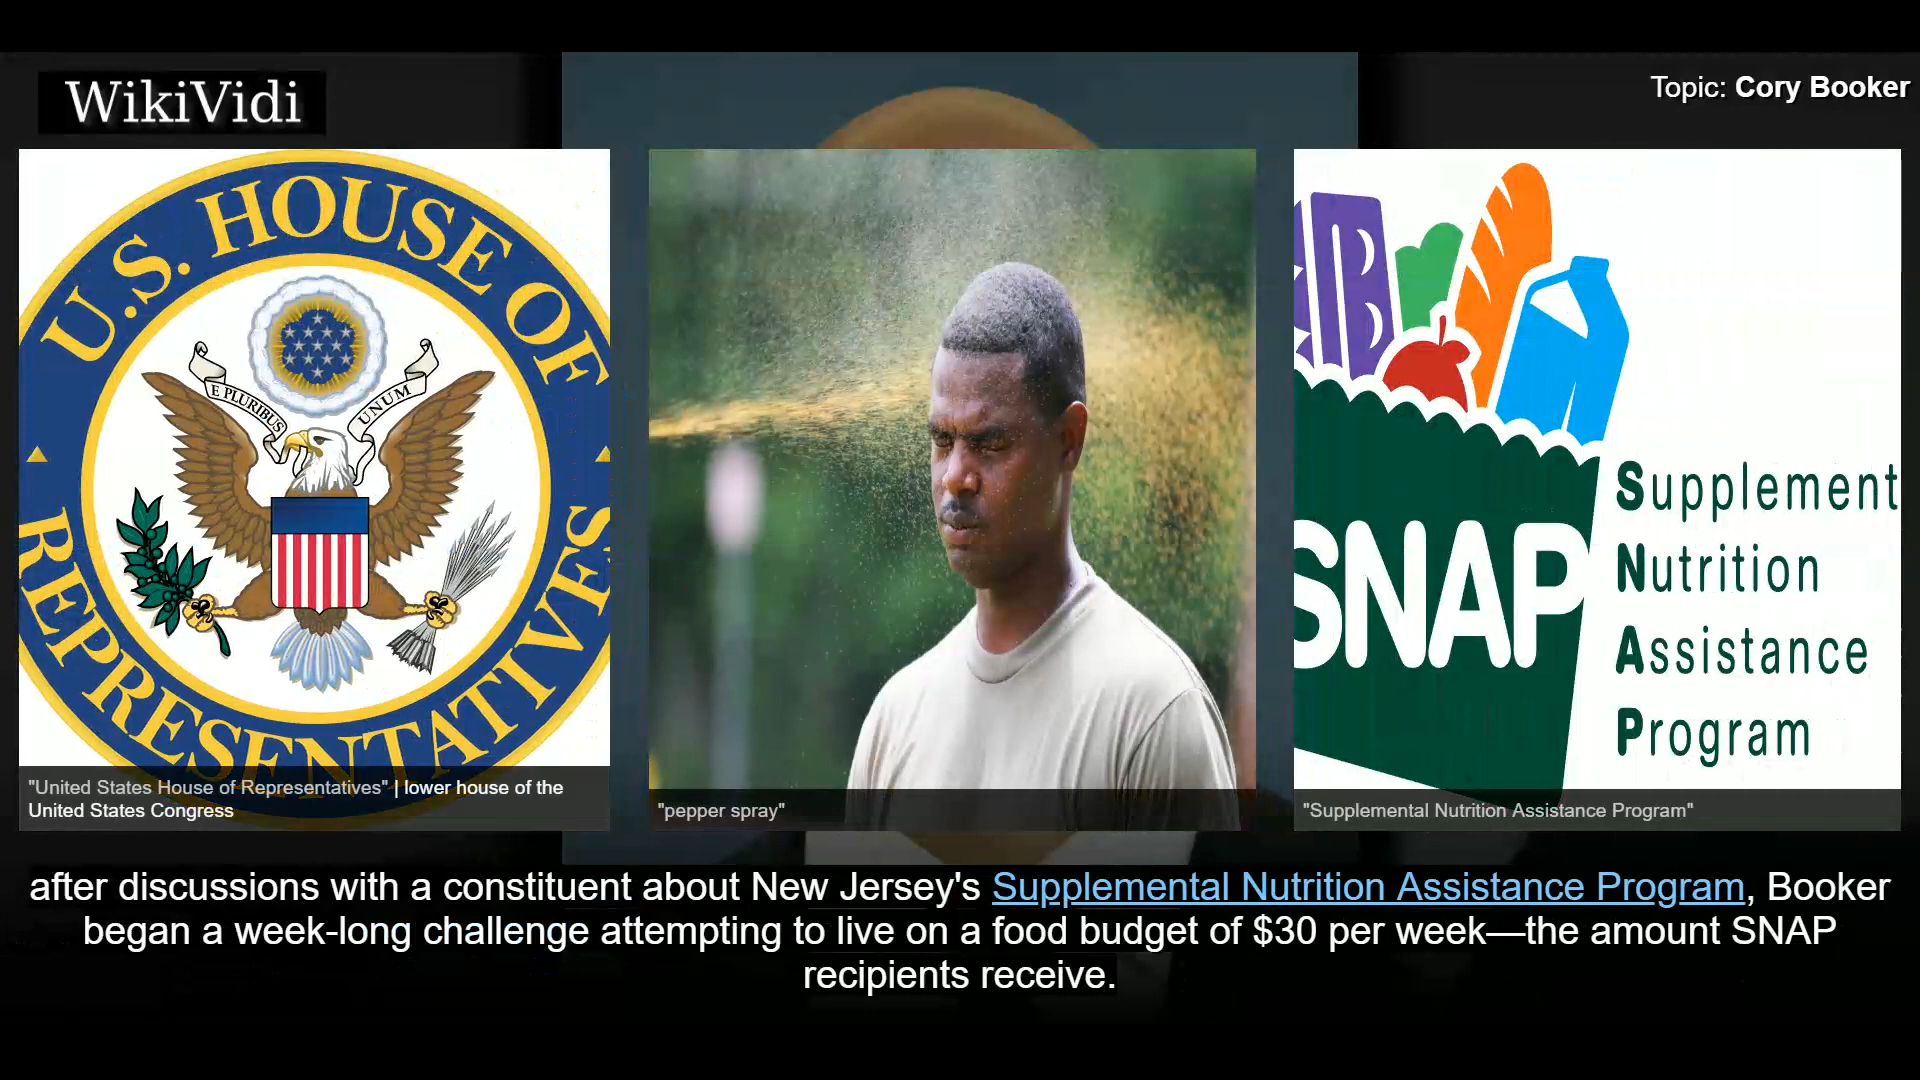 WikiVidi
Topic: Cory Booker
U.S. HOUSE OF
REPRESENTATIVES
E PLURIBUS
UNUM
"United States House of Representatives" | lower house of the
United States Congress
"pepper spray"
SNAP
Supplement
Nutrition
Assistance
Program
"Supplemental Nutrition Assistance Program"
after discussions with a constituent about New Jersey's Supplemental Nutrition Assistance Program, Booker
began a week-long challenge attempting to live on a food budget of $30 per week—the amount SNAP
recipients receive.